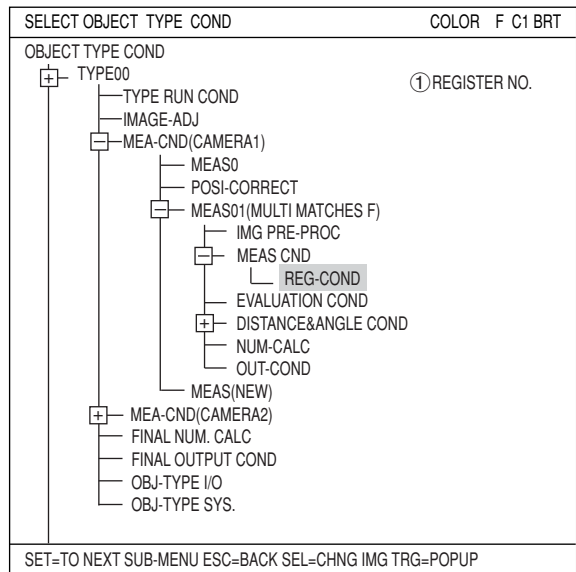 SELECT OBJECT TYPE COND COLOR F C1 BRT
OBJECT TYPE COND
TYPE00
①REGISTER NO.
TYPE RUN COND
IMAGE-ADJ
MEA-CND(CAMERA1)
MEAS0
POSI-CORRECT
MEAS01(MULTI MATCHES F)
IMG PRE-PROC
MEAS CND
REG-COND
EVALUATION COND
DISTANCE&ANGLE COND
NUM-CALC
OUT-COND
MEAS(NEW)
MEA-CND(CAMERA2)
FINAL NUM. CALC
FINAL OUTPUT COND
OBJ-TYPE I/O
OBJ-TYPE SYS.
SET=TO NEXT SUB-MENU ESC=BACK SEL=CHNG IMG TRG=POPUP